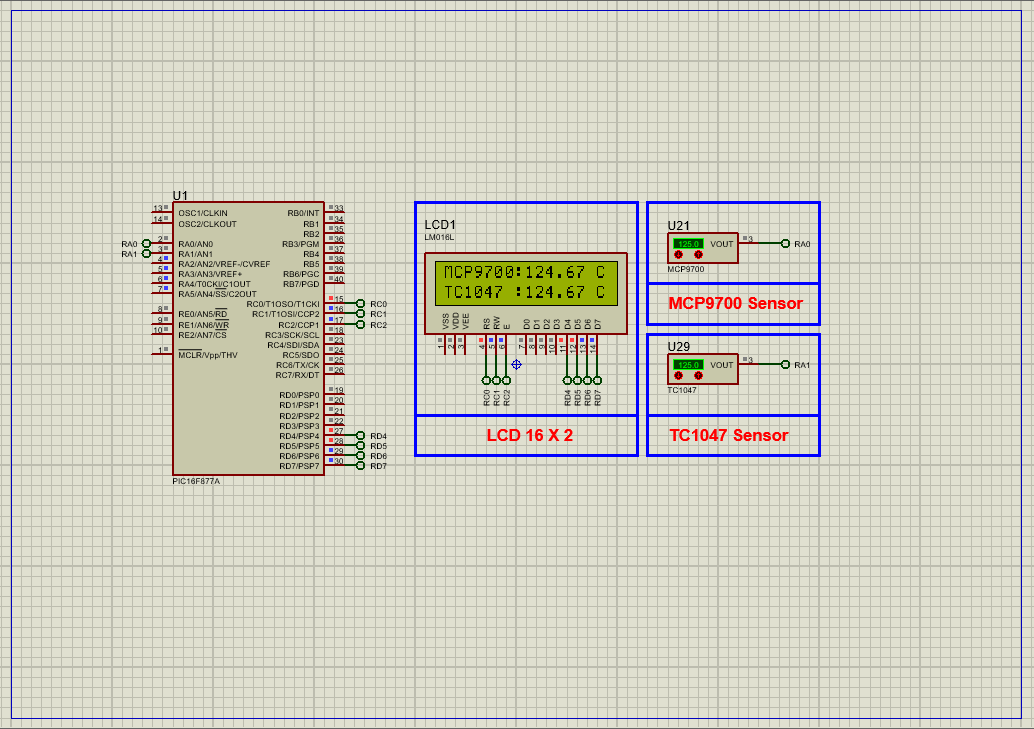 U1
13
OSC1/CLKIN
14
OSC2/CLKOUT
RA0
2
RA0/AN0
RA1
3
RA1/AN1
4
RA2/AN2/VREF-/CVREF
5
RA3/AN3/VREF+
6
RA4/T0CKI/C1OUT
7
RA5/AN4/SS/C2OUT
8
RE0/AN5/RD
9
RE1/AN6/WR
10
RE2/AN7/CS
1
MCLR/Vpp/THV
RB0/INT
33
RB1
34
RB2
35
RB3/PGM
36
RB4
37
RB5
38
RB6/PGC
39
RB7/PGD
40
RC0/T1OSO/T1CKI
15
RC0
RC1/T1OSI/CCP2
16
RC1
RC2/CCP1
17
RC2
RC3/SCK/SCL
18
RC4/SDI/SDA
23
RC5/SDO
24
RC6/TX/CK
25
RC7/RX/DT
26
RD0/PSP0
19
RD1/PSP1
20
RD2/PSP2
21
RD3/PSP3
22
RD4/PSP4
27
RD4
RD5/PSP5
28
RD5
RD6/PSP6
29
RD6
RD7/PSP7
30
RD7
PIC16F877A
LCD1
LM016L
MCP9700:124.67 C
TC1047 :124.67 C
VSS
VDD
VEE
RS
RW
E
D0
D1
D2
D3
D4
D5
D6
D7
1
2
3
4
5
6
7
8
9
10
11
12
13
14
RC0
RC1
RC2
RD4
RD5
RD6
RD7
LCD 16 X 2
U21
125.0
VOUT
3
RA0
MCP9700
MCP9700 Sensor
U29
125.0
VOUT
3
RA1
TC1047
TC1047 Sensor